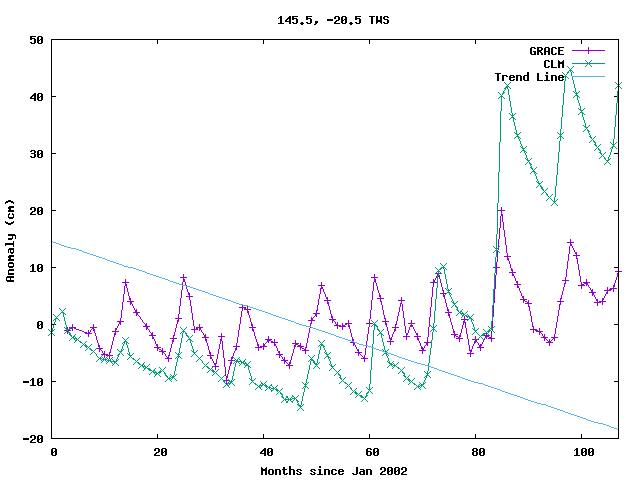 145.5, -20.5 TWS
50
40
30
20
10
0
-10
-20
Anomaly (cm)
GRACE
CLM
Trend Line
0 20 40 60 80 100
Months since Jan 2002